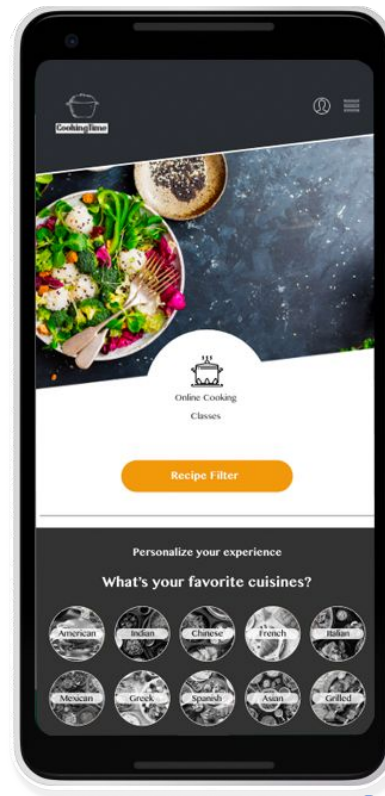 CookingTime
Online Cooking
Classes
Recipe Filter
Personalize your experience
What's your favorite cuisines?
American Indian Chinese French Italian
Mexican Greek Spanish Asian Grilled